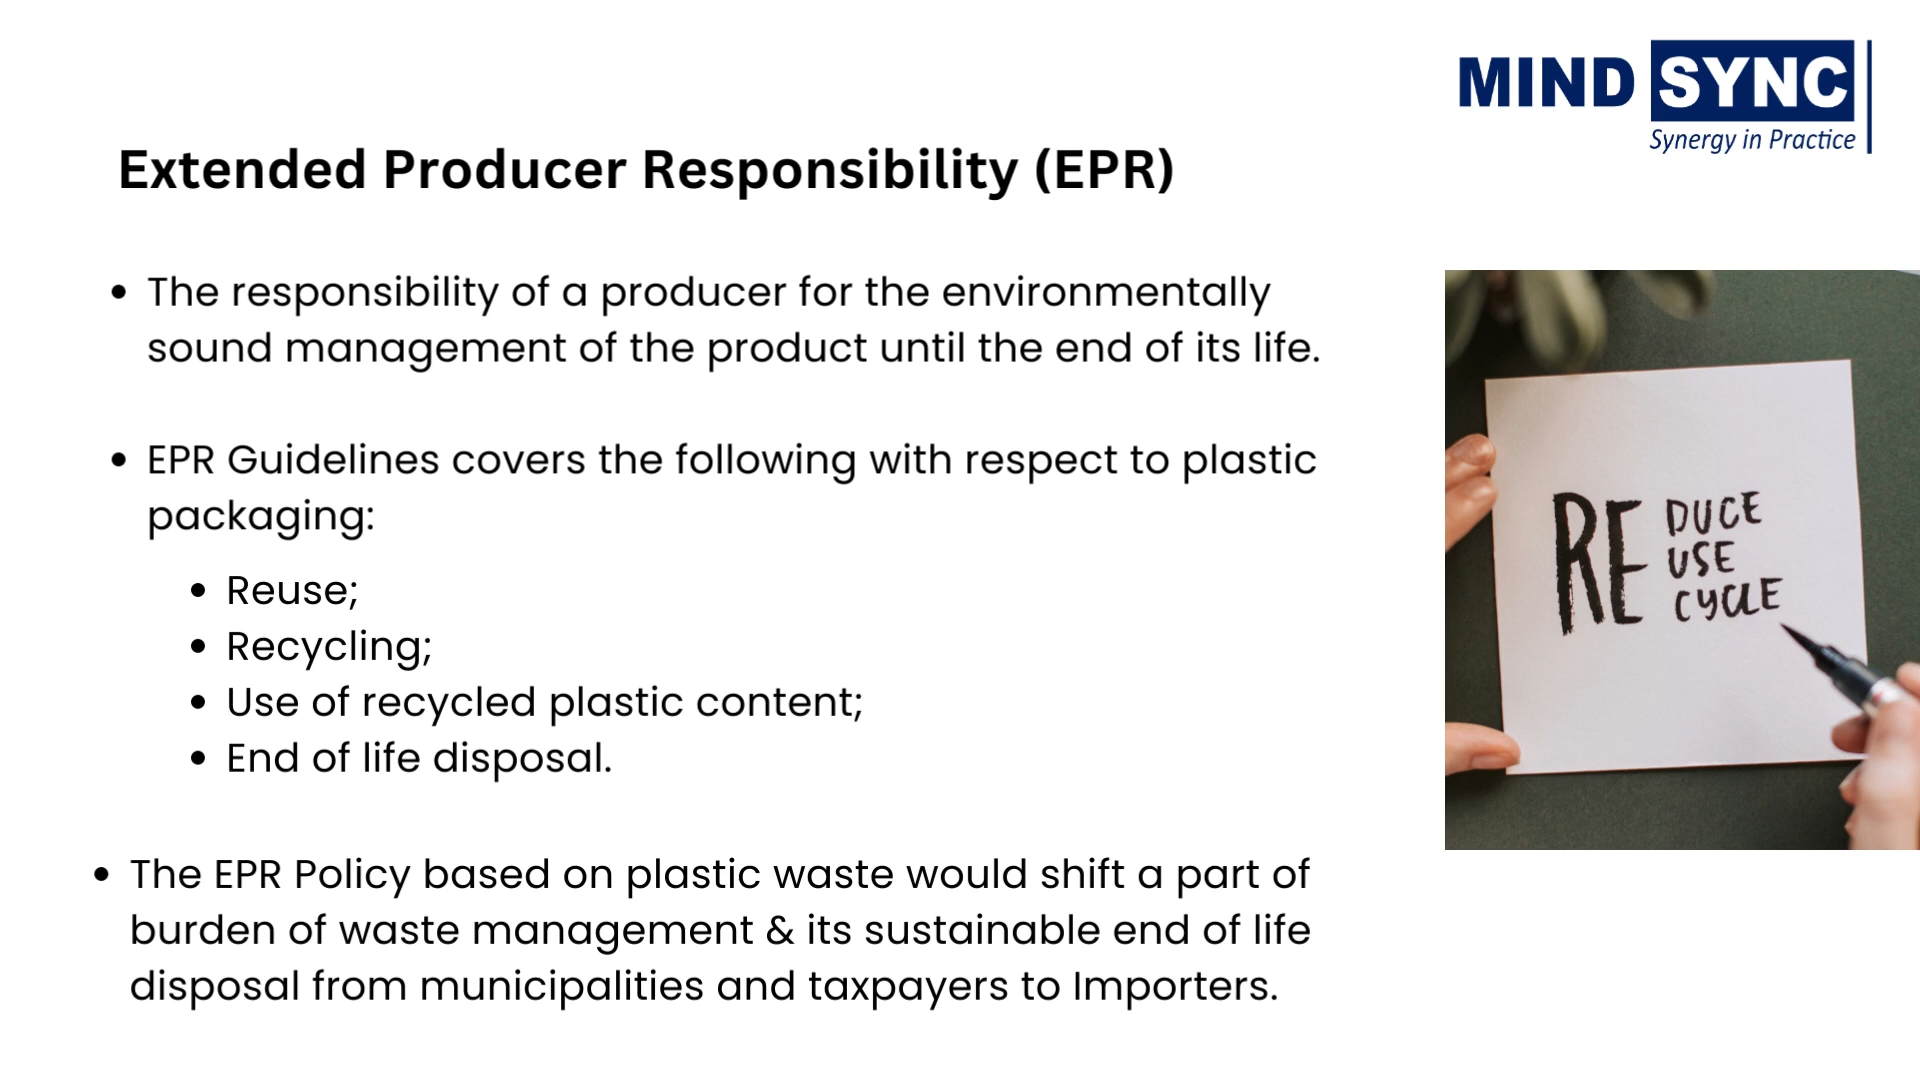 MIND SYNC
Synergy in Practice
Extended Producer Responsibility (EPR)
• The responsibility of a producer for the environmentally
sound management of the product until the end of its life.
• EPR Guidelines covers the following with respect to plastic
packaging:
• Reuse;
• Recycling;
• Use of recycled plastic content;
• End of life disposal.
• The EPR Policy based on plastic waste would shift a part of
burden of waste management & its sustainable end of life
disposal from municipalities and taxpayers to Importers.
RE DUCE
USE
CYCLE